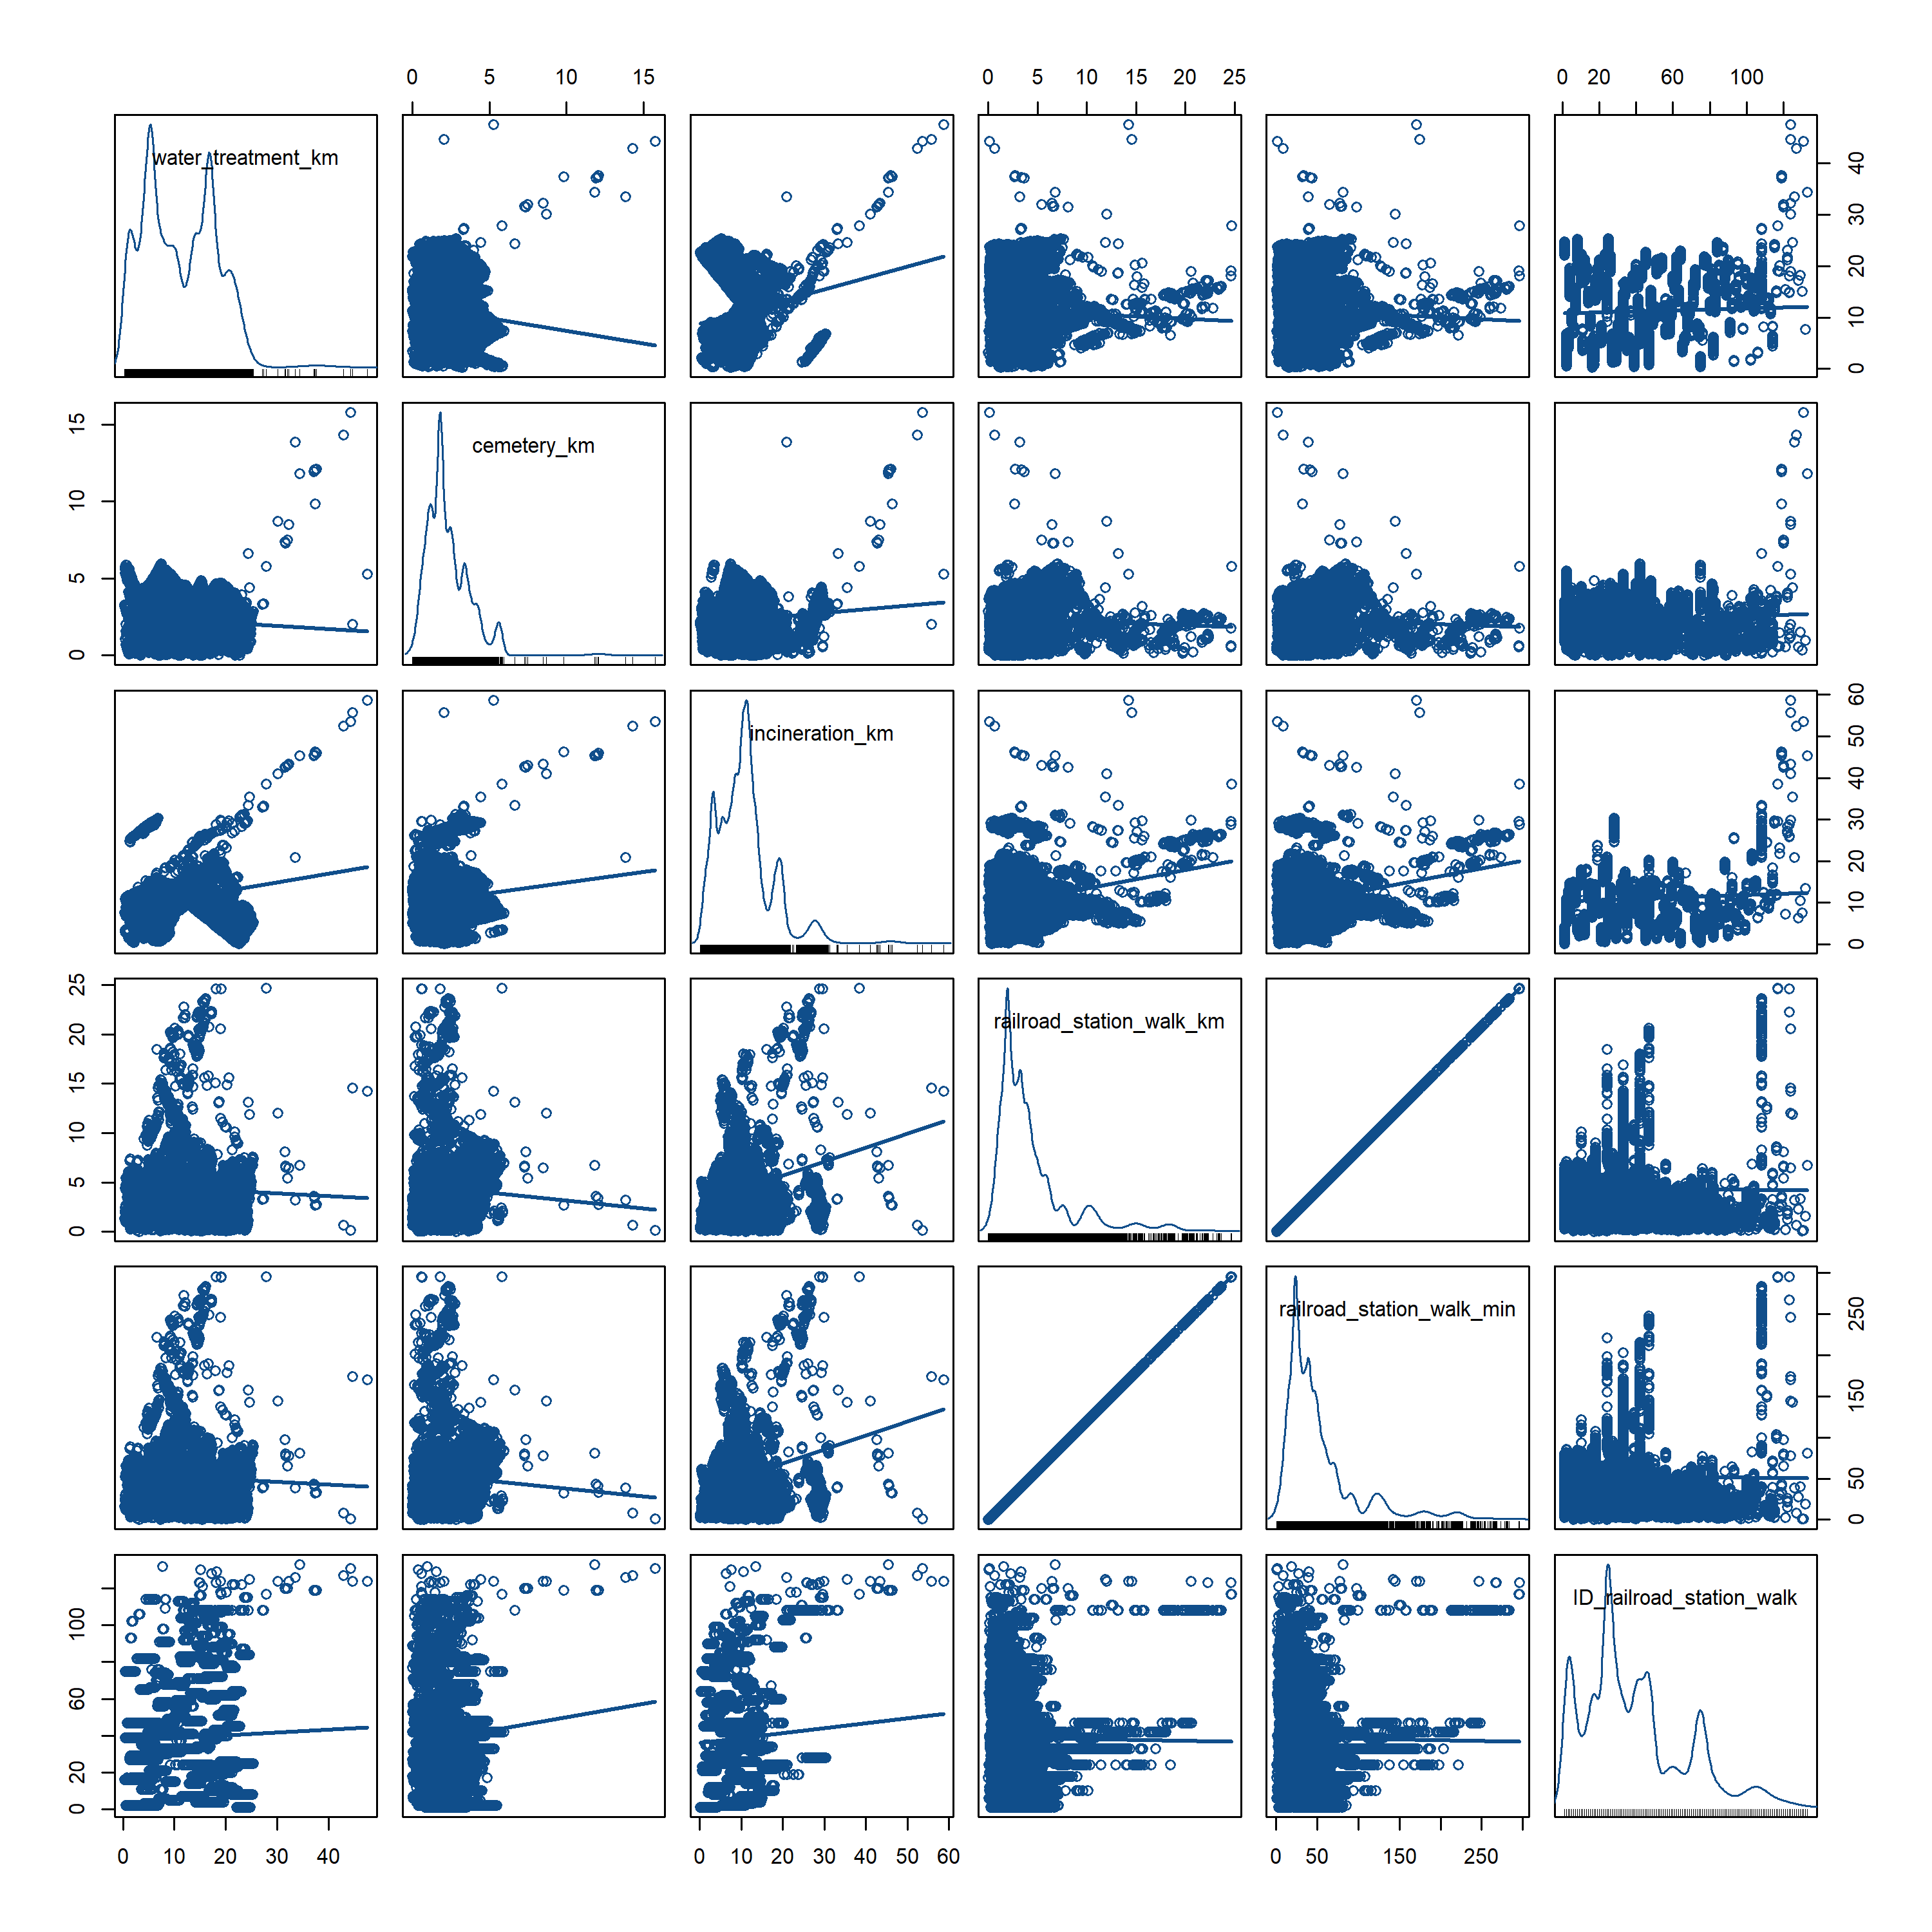 0 5 10 15
0 5 10 15 20 25
0 20 60 100
water_treatment_km
0 10 20 30 40
cemetery_km
0 5 10 15
incineration_km
0 10 20 30 40 50 60
railroad_station_walk_km
0 5 10 15 20 25
railroad_station_walk_min
0 50 150 250
ID_railroad_station_walk
0 20 60 100
0 10 20 30 40
0 10 20 30 40 50 60
0 50 150 250